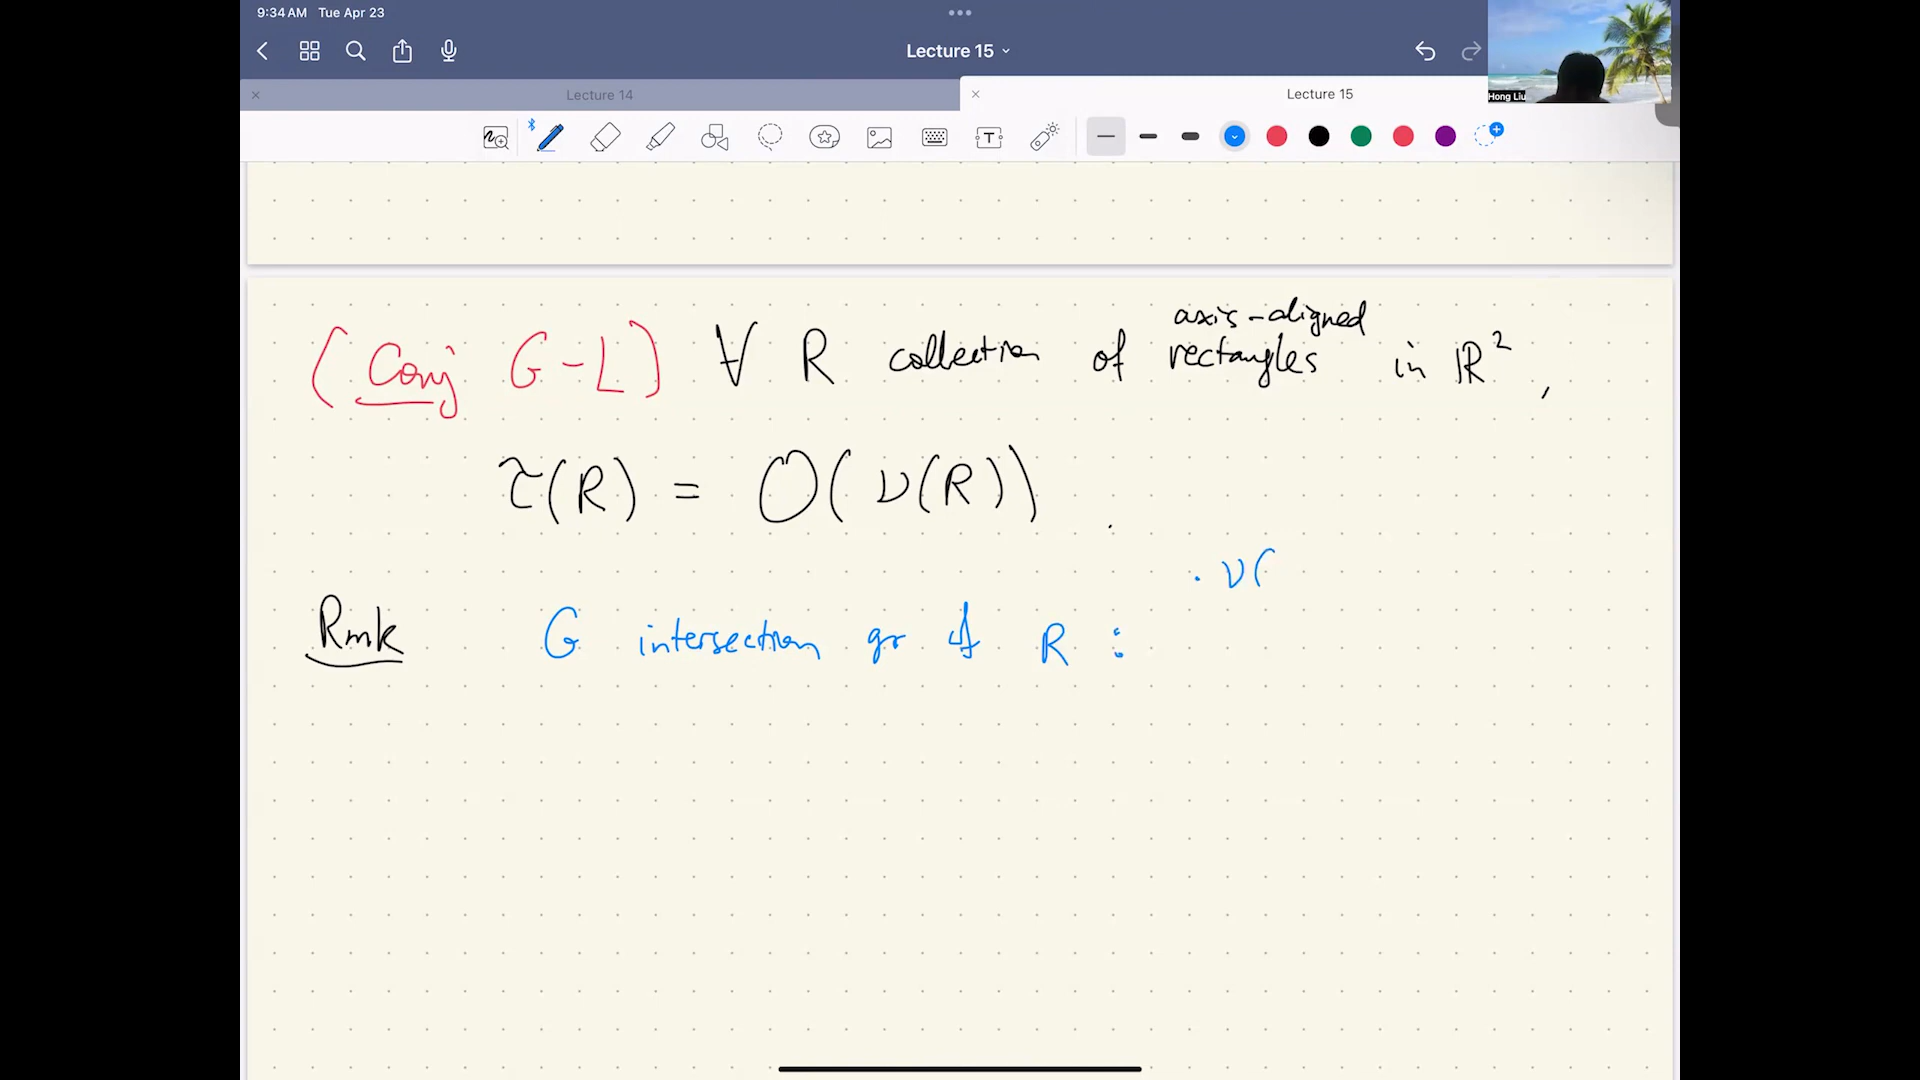 9:34 AM Tue Apr 23
Lecture 15
Lecture 14
Lecture 15
Hong Liu
(Conj G-L) ∀ R collection of axis-aligned rectangles in ℝ²,
τ(R) = O(ν(R)).
· ν(
Rmk G intersection gr of R :